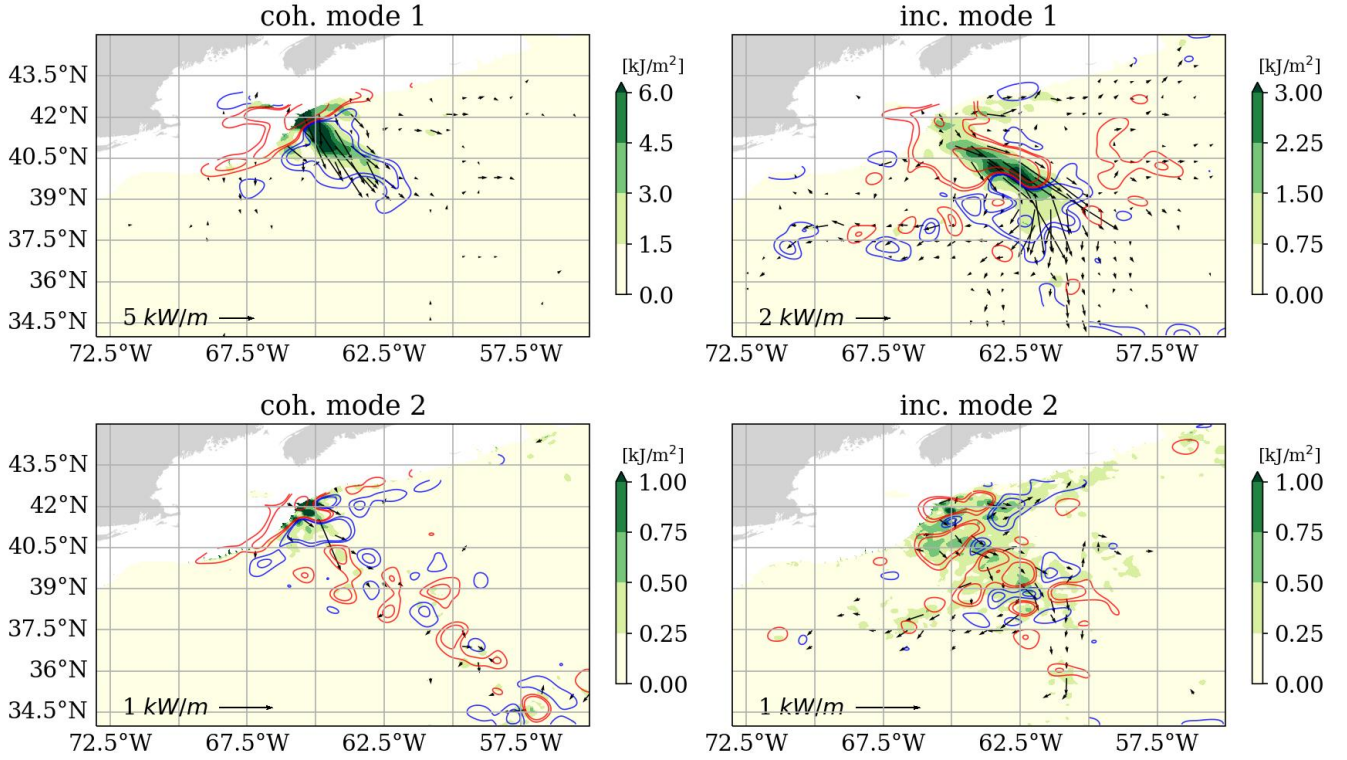 coh. mode 1
inc. mode 1
[kJ/m²]
[kJ/m²]
43.5°N
42°N
40.5°N
39°N
37.5°N
36°N
34.5°N
6.0
4.5
3.0
1.5
0.0
3.00
2.25
1.50
0.75
0.00
5 kW/m
2 kW/m
72.5°W 67.5°W 62.5°W 57.5°W
72.5°W 67.5°W 62.5°W 57.5°W
coh. mode 2
inc. mode 2
[kJ/m²]
[kJ/m²]
43.5°N
42°N
40.5°N
39°N
37.5°N
36°N
34.5°N
1.00
0.75
0.50
0.25
0.00
1.00
0.75
0.50
0.25
0.00
1 kW/m
1 kW/m
72.5°W 67.5°W 62.5°W 57.5°W
72.5°W 67.5°W 62.5°W 57.5°W